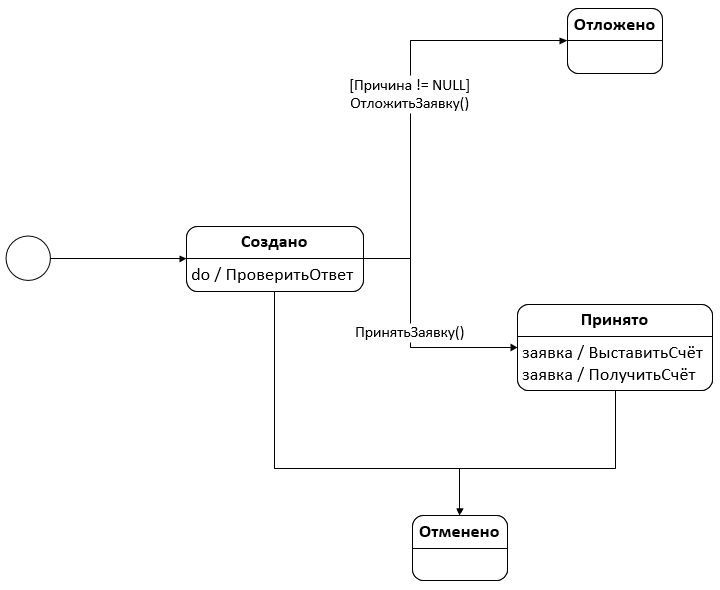 Отложено
[Причина != NULL]
ОтложитьЗаявку()
Создано
do / ПроверитьОтвет
ПринятьЗаявку()
Принято
заявка / ВыставитьСчёт
заявка / ПолучитьСчёт
Отменено